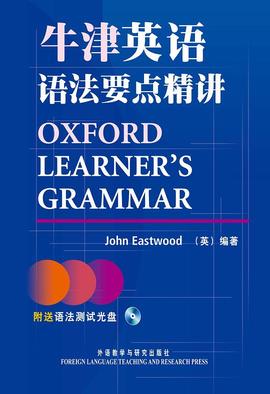 牛津英语
语法要点精讲
OXFORD
LEARNER'S
GRAMMAR
John Eastwood （英）编著
附送语法测试光盘
外语教学与研究出版社
FOREIGN LANGUAGE TEACHING AND RESEARCH PRESS